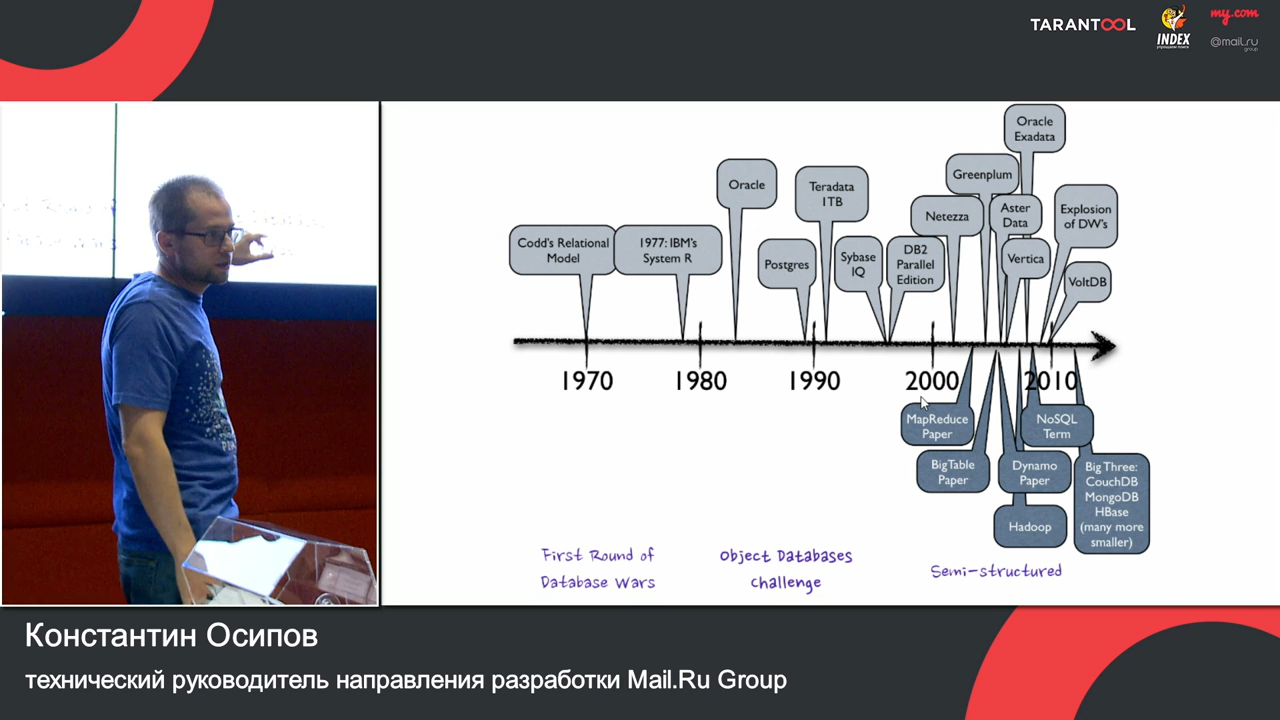 TARANTOOL
INDEX
упрощаем поиск
my.com
@mail.ru
group
Oracle
Exadata
Greenplum
Oracle
Teradata
1TB
Netezza
Aster
Data
Explosion
of DW's
Codd's Relational
Model
1977: IBM's
System R
Postgres
Sybase
IQ
DB2
Parallel
Edition
Vertica
VoltDB
1970
1980
1990
2000
2010
MapReduce
Paper
NoSQL
Term
BigTable
Paper
Dynamo
Paper
Big Three:
CouchDB
MongoDB
HBase
(many more
smaller)
Hadoop
First Round of
Database Wars
Object Databases
Challenge
Semi-structured
Константин Осипов
технический руководитель направления разработки Mail.Ru Group